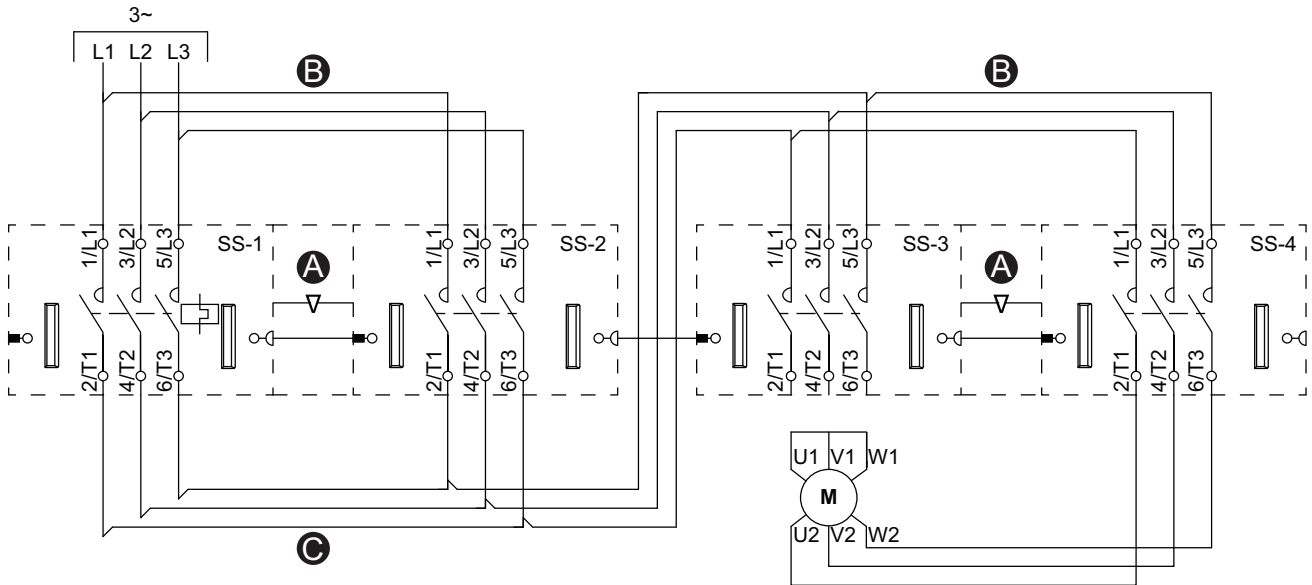 3~
L1 L2 L3
B B
1/L1 3/L2 5/L3 SS-1 1/L1 3/L2 5/L3 SS-2 1/L1 3/L2 5/L3 SS-3 1/L1 3/L2 5/L3 SS-4
A A
2/T1 4/T2 6/T3 2/T1 4/T2 6/T3 2/T1 4/T2 6/T3 2/T1 4/T2 6/T3
U1 V1 W1
M
U2 V2 W2
C